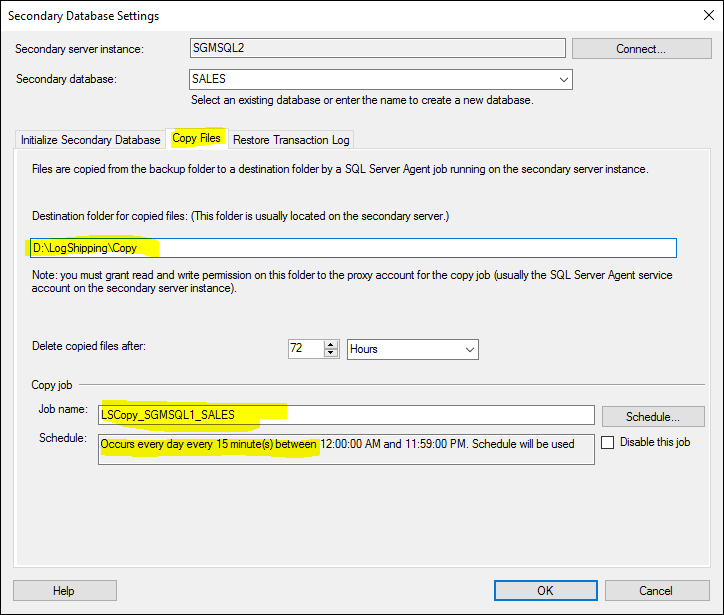 Secondary Database Settings
Secondary server instance:
SGMSQL2
Connect...
Secondary database:
SALES
Select an existing database or enter the name to create a new database.
Initialize Secondary Database
Copy Files
Restore Transaction Log
Files are copied from the backup folder to a destination folder by a SQL Server Agent job running on the secondary server instance.
Destination folder for copied files: (This folder is usually located on the secondary server.)
D:\LogShipping\Copy
Note: you must grant read and write permission on this folder to the proxy account for the copy job (usually the SQL Server Agent service
account on the secondary server instance).
Delete copied files after:
72
Hours
Copy job
Job name:
LSCopy_SGMSQL1_SALES
Schedule...
Schedule:
Occurs every day every 15 minute(s) between 12:00:00 AM and 11:59:00 PM. Schedule will be used
Disable this job
Help
OK
Cancel